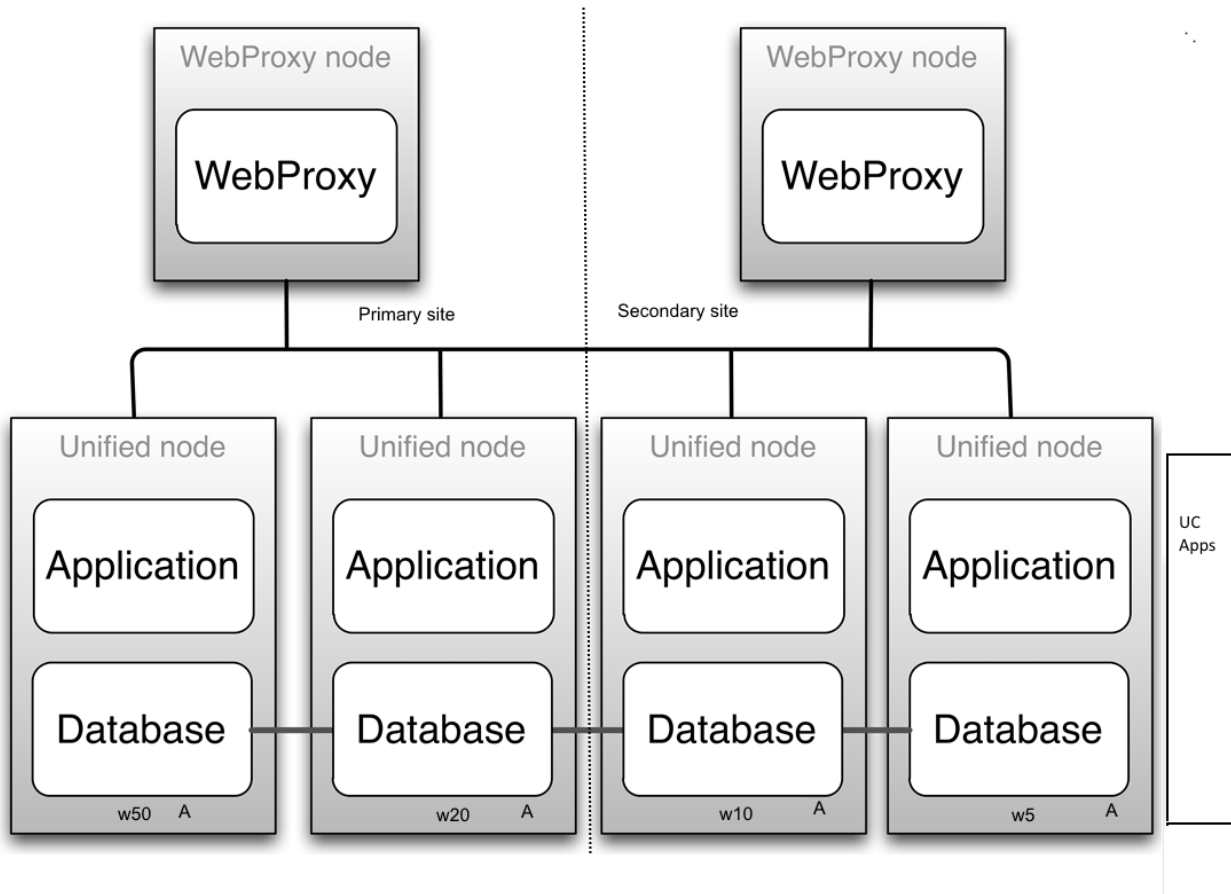 WebProxy node
WebProxy node
WebProxy
WebProxy
Primary site
Secondary site
Unified node
Unified node
Unified node
Unified node
UC
Apps
Application
Application
Application
Application
Database
Database
Database
Database
w50 A
w20 A
w10 A
w5 A